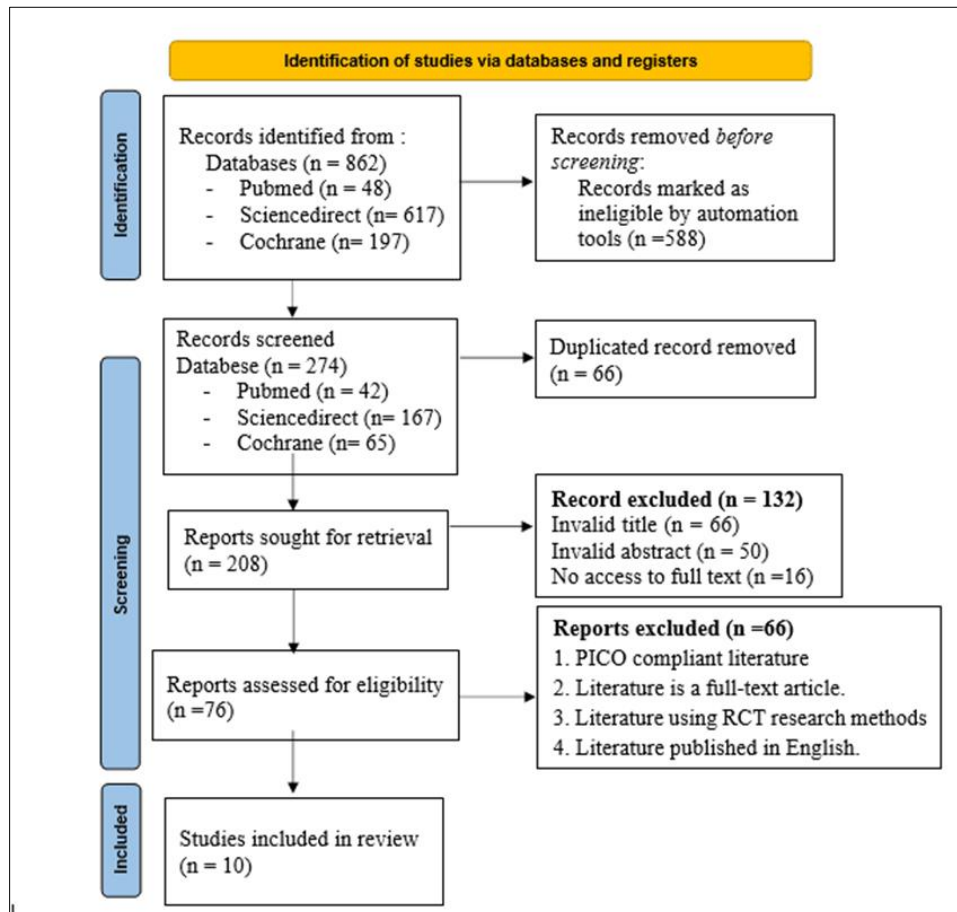 Identification of studies via databases and registers
Identification
Records identified from :
Databases (n = 862)
- Pubmed (n = 48)
- Sciencedirect (n= 617)
- Cochrane (n= 197)
Records removed before
screening:
Records marked as
ineligible by automation
tools (n =588)
Screening
Records screened
Databese (n = 274)
- Pubmed (n = 42)
- Sciencedirect (n= 167)
- Cochrane (n= 65)
Duplicated record removed
(n = 66)
Reports sought for retrieval
(n = 208)
Record excluded (n = 132)
Invalid title (n = 66)
Invalid abstract (n = 50)
No access to full text (n =16)
Reports assessed for eligibility
(n =76)
Reports excluded (n =66)
1. PICO compliant literature
2. Literature is a full-text article.
3. Literature using RCT research methods
4. Literature published in English.
Included
Studies included in review
(n = 10)